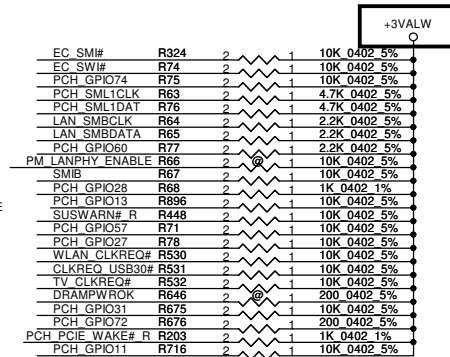 +3VALW
EC_SMI# R324 2 1 10K_0402_5%
EC_SWI# R74 2 1 10K_0402_5%
PCH_GPIO74 R75 2 1 10K_0402_5%
PCH_SML1CLK R63 2 1 4.7K_0402_5%
PCH_SML1DAT R76 2 1 4.7K_0402_5%
LAN_SMBCLK R64 2 1 2.2K_0402_5%
LAN_SMBDATA R65 2 1 2.2K_0402_5%
PCH_GPIO60 R77 2 1 2.2K_0402_5%
PM_LANPHY_ENABLE R66 2 @ 1 10K_0402_5%
SMIB R67 2 1 10K_0402_5%
PCH_GPIO28 R68 2 1 1K_0402_1%
E PCH_GPIO13 R896 2 1 10K_0402_5%
SUSWARN#_R R448 2 1 10K_0402_5%
PCH_GPIO57 R71 2 1 10K_0402_5%
PCH_GPIO27 R78 2 1 10K_0402_5%
WLAN_CLKREQ# R530 2 1 10K_0402_5%
CLKREQ_USB30# R531 2 1 10K_0402_5%
TV_CLKREQ# R532 2 1 10K_0402_5%
DRAMPWROK R646 2 @ 1 200_0402_5%
PCH_GPIO31 R675 2 1 10K_0402_5%
PCH_GPIO72 R676 2 1 200_0402_5%
PCH_PCIE_WAKE#_R R203 2 1 1K_0402_1%
PCH_GPIO11 R716 2 1 10K_0402_5%